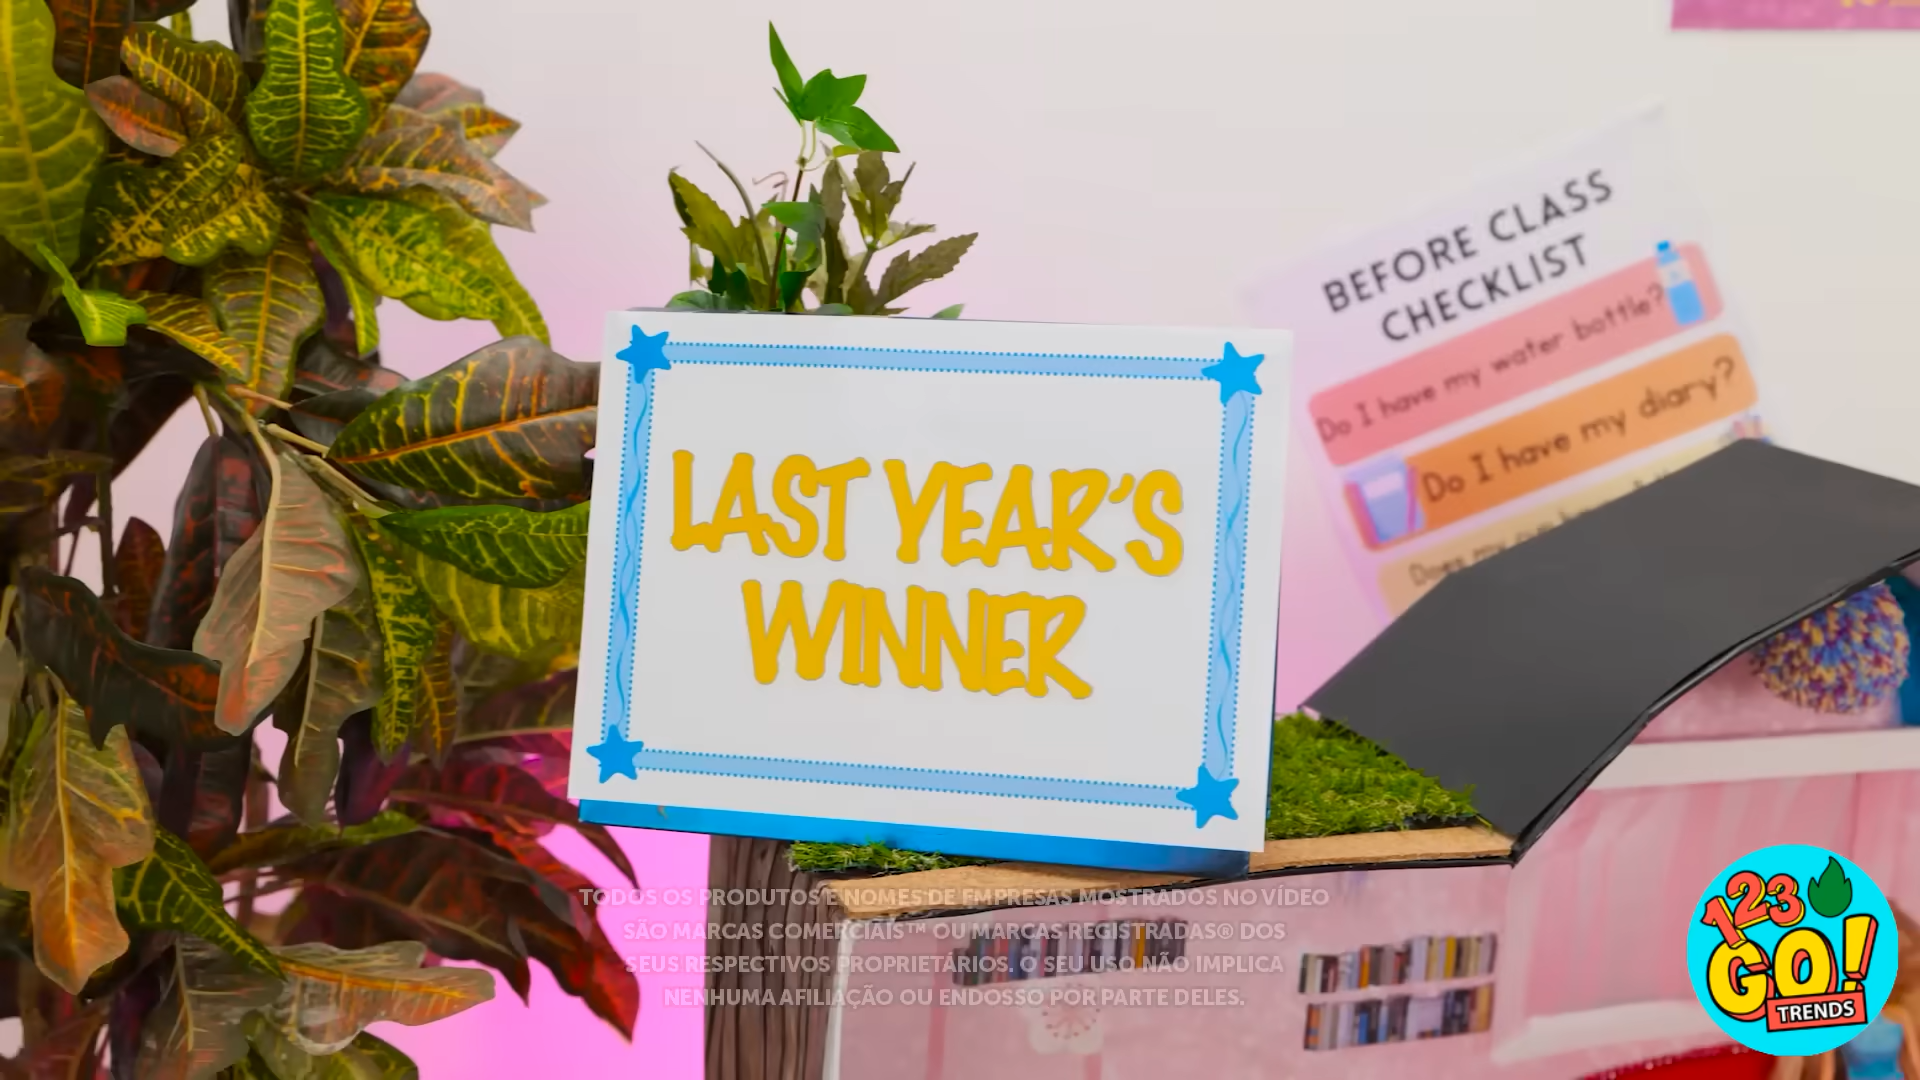 BEFORE CLASS
CHECKLIST
Do I have my water bottle?
Do I have my diary?
LAST YEAR'S
WINNER
TODOS OS PRODUTOS E NOMES DE EMPRESAS MOSTRADOS NO VÍDEO
SÃO MARCAS COMERCIAIS™ OU MARCAS REGISTRADAS® DOS
SEUS RESPECTIVOS PROPRIETÁRIOS. O SEU USO NÃO IMPLICA
NENHUMA AFILIAÇÃO OU ENDOSSO POR PARTE DELES.
123
GO!
TRENDS